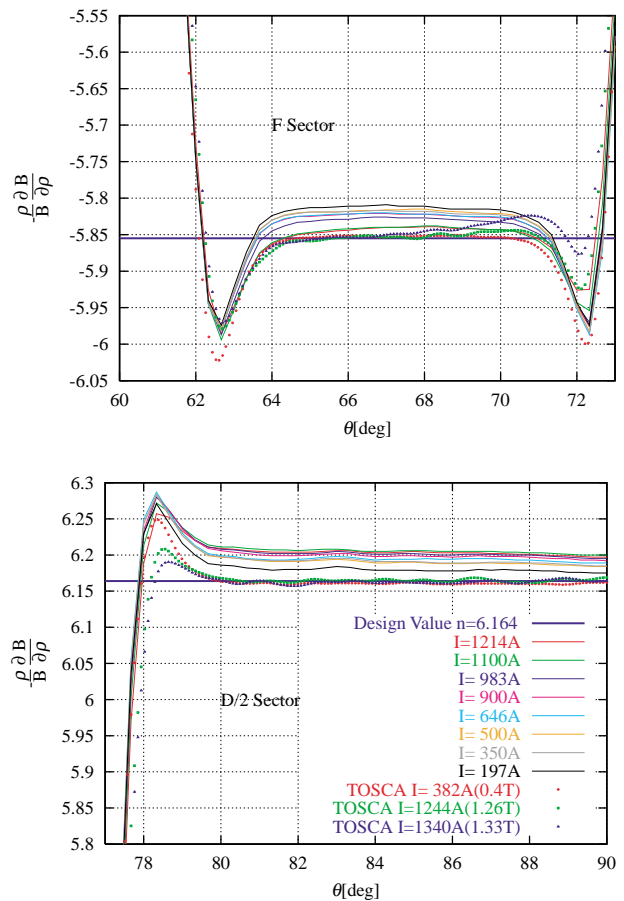 -5.55
-5.6
-5.65
-5.7
-5.75
-5.8
-5.85
-5.9
-5.95
-6
-6.05
F Sector
-ρ/B ∂B/∂ρ
60 62 64 66 68 70 72
θ[deg]
6.3
6.25
6.2
6.15
6.1
6.05
6
5.95
5.9
5.85
5.8
-ρ/B ∂B/∂ρ
Design Value n=6.164
I=1214A
I=1100A
I= 983A
I= 900A
I= 646A
I= 500A
I= 350A
I= 197A
TOSCA I= 382A(0.4T)
TOSCA I=1244A(1.26T)
TOSCA I=1340A(1.33T)
D/2 Sector
78 80 82 84 86 88 90
θ[deg]